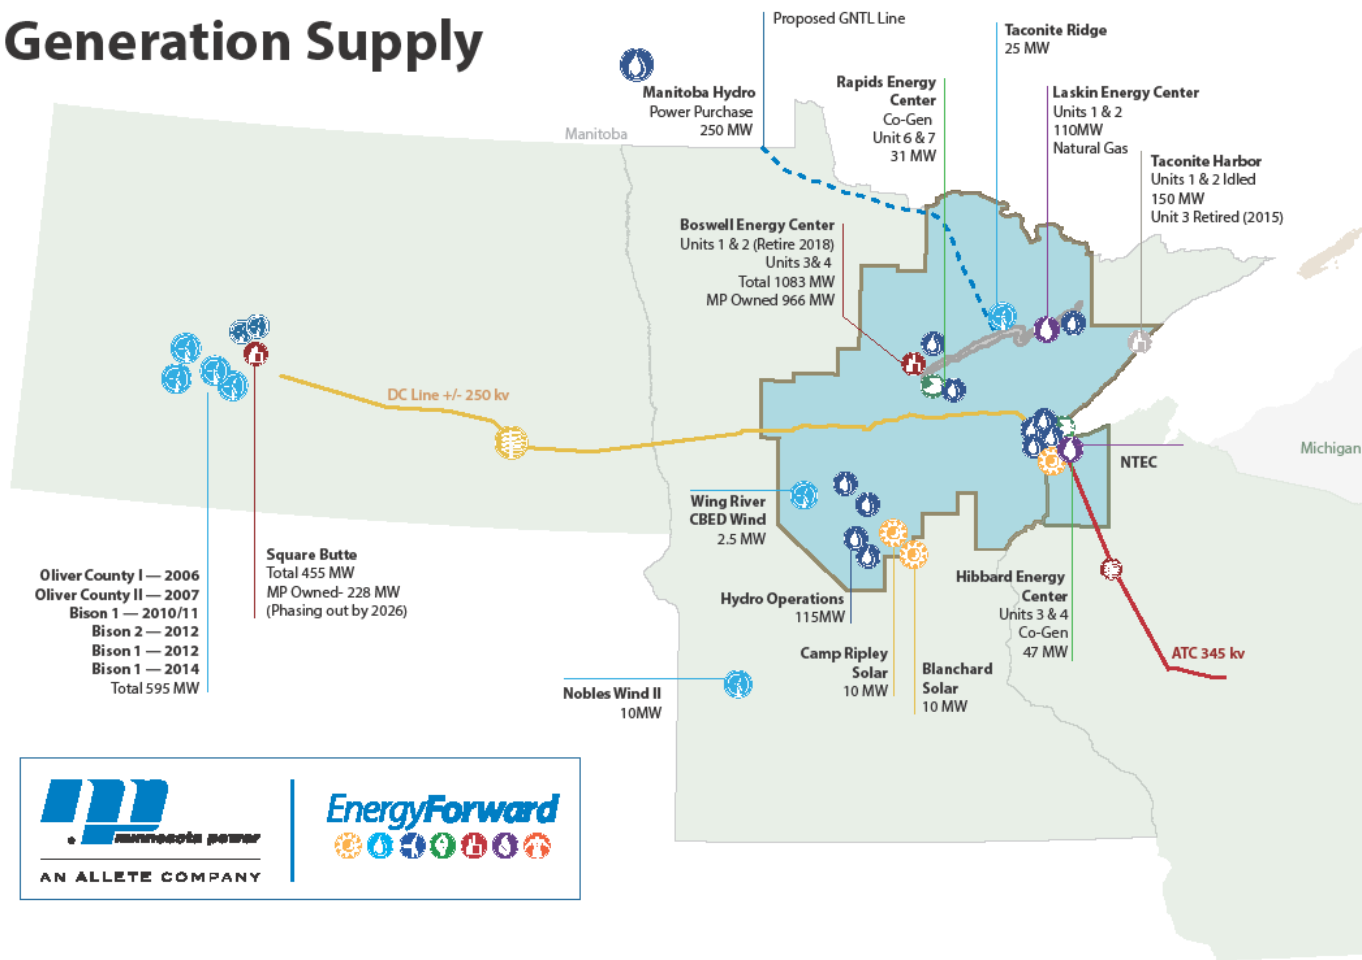 Generation Supply
Proposed GNTL Line
Taconite Ridge
25 MW
Manitoba Hydro
Power Purchase
250 MW
Manitoba
Rapids Energy
Center
Co-Gen
Unit 6 & 7
31 MW
Laskin Energy Center
Units 1 & 2
110MW
Natural Gas
Taconite Harbor
Units 1 & 2 Idled
150 MW
Unit 3 Retired (2015)
Boswell Energy Center
Units 1 & 2 (Retire 2018)
Units 3& 4
Total 1083 MW
MP Owned 966 MW
DC Line +/- 250 kv
Michigan
NTEC
Wing River
CBED Wind
2.5 MW
Square Butte
Total 455 MW
MP Owned- 228 MW
(Phasing out by 2026)
Oliver County I — 2006
Oliver County II — 2007
Bison 1 — 2010/11
Bison 2 — 2012
Bison 1 — 2012
Bison 1 — 2014
Total 595 MW
Hydro Operations
115MW
Hibbard Energy
Center
Units 3 & 4
Co-Gen
47 MW
Camp Ripley
Solar
10 MW
Blanchard
Solar
10 MW
ATC 345 kv
Nobles Wind II
10MW
mp
minnesota power
AN ALLETE COMPANY
EnergyForward